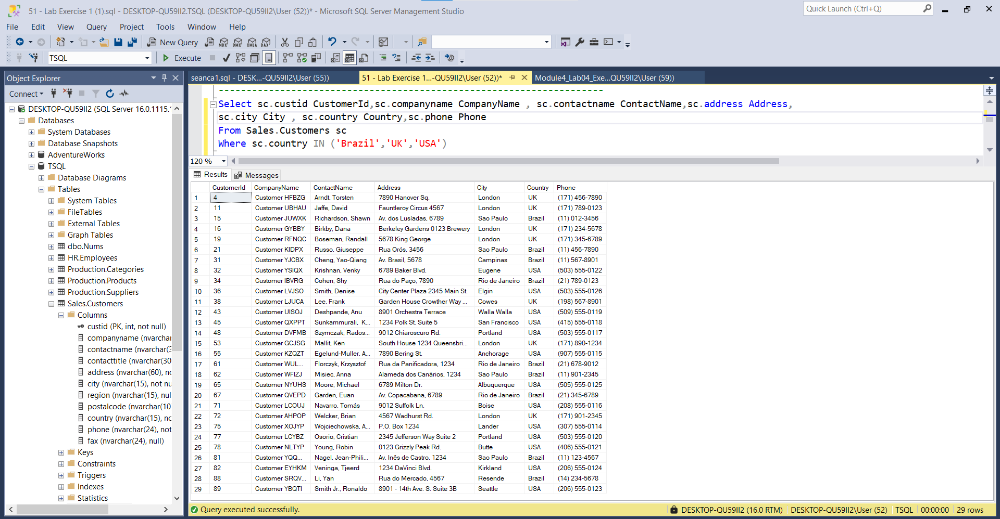 51 - Lab Exercise 1 (1).sql - DESKTOP-QU59II2.TSQL (DESKTOP-QU59II2\User (52))* - Microsoft SQL Server Management Studio
Quick Launch (Ctrl+Q)
File Edit View Query Project Tools Window Help
New Query MDX DMX XMLA DAX
TSQL Execute
Object Explorer
seanca1.sql - DESK...-QU59II2\User (55)) 51 - Lab Exercise 1...-QU59II2\User (52))* Module4_Lab04_Exe...QU59II2\User (59))
Connect
DESKTOP-QU59II2 (SQL Server 16.0.1115.1
Databases
System Databases
Database Snapshots
AdventureWorks
TSQL
Database Diagrams
Tables
System Tables
FileTables
External Tables
Graph Tables
dbo.Nums
HR.Employees
Production.Categories
Production.Products
Production.Suppliers
Sales.Customers
Columns
custid (PK, int, not null)
companyname (nvarchar
contactname (nvarchar(3
contacttitle (nvarchar(30
address (nvarchar(60), no
city (nvarchar(15), not nu
region (nvarchar(15), nul
postalcode (nvarchar(10
country (nvarchar(15), nc
phone (nvarchar(24), not
fax (nvarchar(24), null)
Keys
Constraints
Triggers
Indexes
Statistics
---------------------------------------------------------------------
Select sc.custid CustomerId,sc.companyname CompanyName , sc.contactname ContactName,sc.address Address,
sc.city City , sc.country Country,sc.phone Phone
From Sales.Customers sc
Where sc.country IN ('Brazil','UK','USA')
120 %
Results Messages
CustomerId CompanyName ContactName Address City Country Phone
1 4 Customer HFBZG Arndt, Torsten 7890 Hanover Sq. London UK (171) 456-7890
2 11 Customer UBHAU Jaffe, David Fauntleroy Circus 4567 London UK (171) 789-0123
3 15 Customer JUWXK Richardson, Shawn Av. dos Lusíadas, 6789 Sao Paulo Brazil (11) 012-3456
4 16 Customer GYBBY Birkby, Dana Berkeley Gardens 0123 Brewery London UK (171) 234-5678
5 19 Customer RFNQC Boseman, Randall 5678 King George London UK (171) 345-6789
6 21 Customer KIDPX Russo, Giuseppe Rua Orós, 3456 Sao Paulo Brazil (11) 456-7890
7 31 Customer YJCBX Cheng, Yao-Qiang Av. Brasil, 5678 Campinas Brazil (11) 567-8901
8 32 Customer YSIQX Krishnan, Venky 6789 Baker Blvd. Eugene USA (503) 555-0122
9 34 Customer IBVRG Cohen, Shy Rua do Paço, 7890 Rio de Janeiro Brazil (21) 789-0123
10 36 Customer LVJSO Smith, Denise City Center Plaza 2345 Main St. Elgin USA (503) 555-0126
11 38 Customer LJUCA Lee, Frank Garden House Crowther Way ... Cowes UK (198) 567-8901
12 43 Customer UISOJ Deshpande, Anu 8901 Orchestra Terrace Walla Walla USA (509) 555-0119
13 45 Customer QXPPT Sunkammurali, K... 1234 Polk St. Suite 5 San Francisco USA (415) 555-0118
14 48 Customer DVFMB Szymczak, Rados... 9012 Chiaroscuro Rd. Portland USA (503) 555-0117
15 53 Customer GCJSG Mallit, Ken South House 1234 Queensbri... London UK (171) 890-1234
16 55 Customer KZQZT Egelund-Muller, A... 7890 Bering St. Anchorage USA (907) 555-0115
17 61 Customer WUL... Florczyk, Krzysztof Rua da Panificadora, 1234 Rio de Janeiro Brazil (21) 678-9012
18 62 Customer WFIZJ Misiec, Anna Alameda dos Canàrios, 1234 Sao Paulo Brazil (11) 901-2345
19 65 Customer NYUHS Moore, Michael 6789 Milton Dr. Albuquerque USA (505) 555-0125
20 67 Customer QVEPD Garden, Euan Av. Copacabana, 6789 Rio de Janeiro Brazil (21) 345-6789
21 71 Customer LCOUJ Navarro, Tomás 9012 Suffolk Ln. Boise USA (208) 555-0116
22 72 Customer AHPOP Welcker, Brian 4567 Wadhurst Rd. London UK (171) 901-2345
23 75 Customer XOJYP Wojciechowska, A... P.O. Box 1234 Lander USA (307) 555-0114
24 77 Customer LCYBZ Osorio, Cristian 2345 Jefferson Way Suite 2 Portland USA (503) 555-0120
25 78 Customer NLTYP Young, Robin 0123 Grizzly Peak Rd. Butte USA (406) 555-0121
26 81 Customer YQQ... Nagel, Jean-Phili... Av. Inês de Castro, 1234 Sao Paulo Brazil (11) 123-4567
27 82 Customer EYHKM Veninga, Tjeerd 1234 DaVinci Blvd. Kirkland USA (206) 555-0124
28 88 Customer SRQV... Li, Yan Rua do Mercado, 4567 Resende Brazil (14) 234-5678
29 89 Customer YBQTI Smith Jr., Ronaldo 8901 - 14th Ave. S. Suite 3B Seattle USA (206) 555-0123
Query executed successfully. DESKTOP-QU59II2 (16.0 RTM) DESKTOP-QU59II2\User (52) TSQL 00:00:00 29 rows